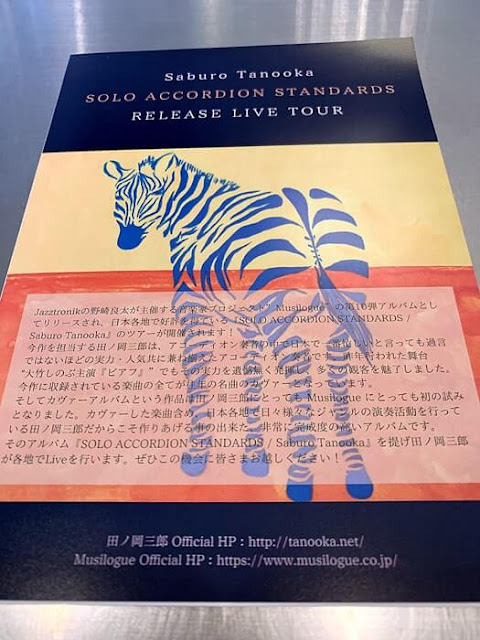 Saburo Tanooka
SOLO ACCORDION STANDARDS
RELEASE LIVE TOUR
Jazztronikの野崎良太が主催する音楽家プロジェクト"Musilogue"の第10弾アルバムとし
てリリースされ、日本各地で好評を得ている『SOLO ACCORDION STANDARDS /
Saburo Tanooka』のツアーが開催されます!
今作を担当する田ノ岡三郎は、アコーディオン奏者の中で日本で一番忙しいと言っても過言
ではないほどの実力・人気共に兼ね揃えたアコーディオン奏者です。昨年行われた舞台
"大竹しのぶ主演『ピアフ』"でもその実力を遺憾無く発揮し、多くの観客を魅了しました。
今作に収録されている楽曲の全てが往年の名曲のカヴァーとなっています。
そしてカヴァーアルバムという作品は田ノ岡三郎にとっても Musilogue にとっても初の試み
となりました。カヴァーした楽曲含め、日本各地で日々様々なジャンルの演奏活動を行って
いる田ノ岡三郎だからこそ作りあげる事の出来た、非常に完成度の高いアルバムです。
そのアルバム『SOLO ACCORDION STANDARDS / Saburo Tanooka』を提げ田ノ岡三郎
が各地でLiveを行います。ぜひこの機会に皆さまお越しください!
田ノ岡三郎 Official HP:http://tanooka.net/
Musilogue Official HP:https://www.musilogue.co.jp/